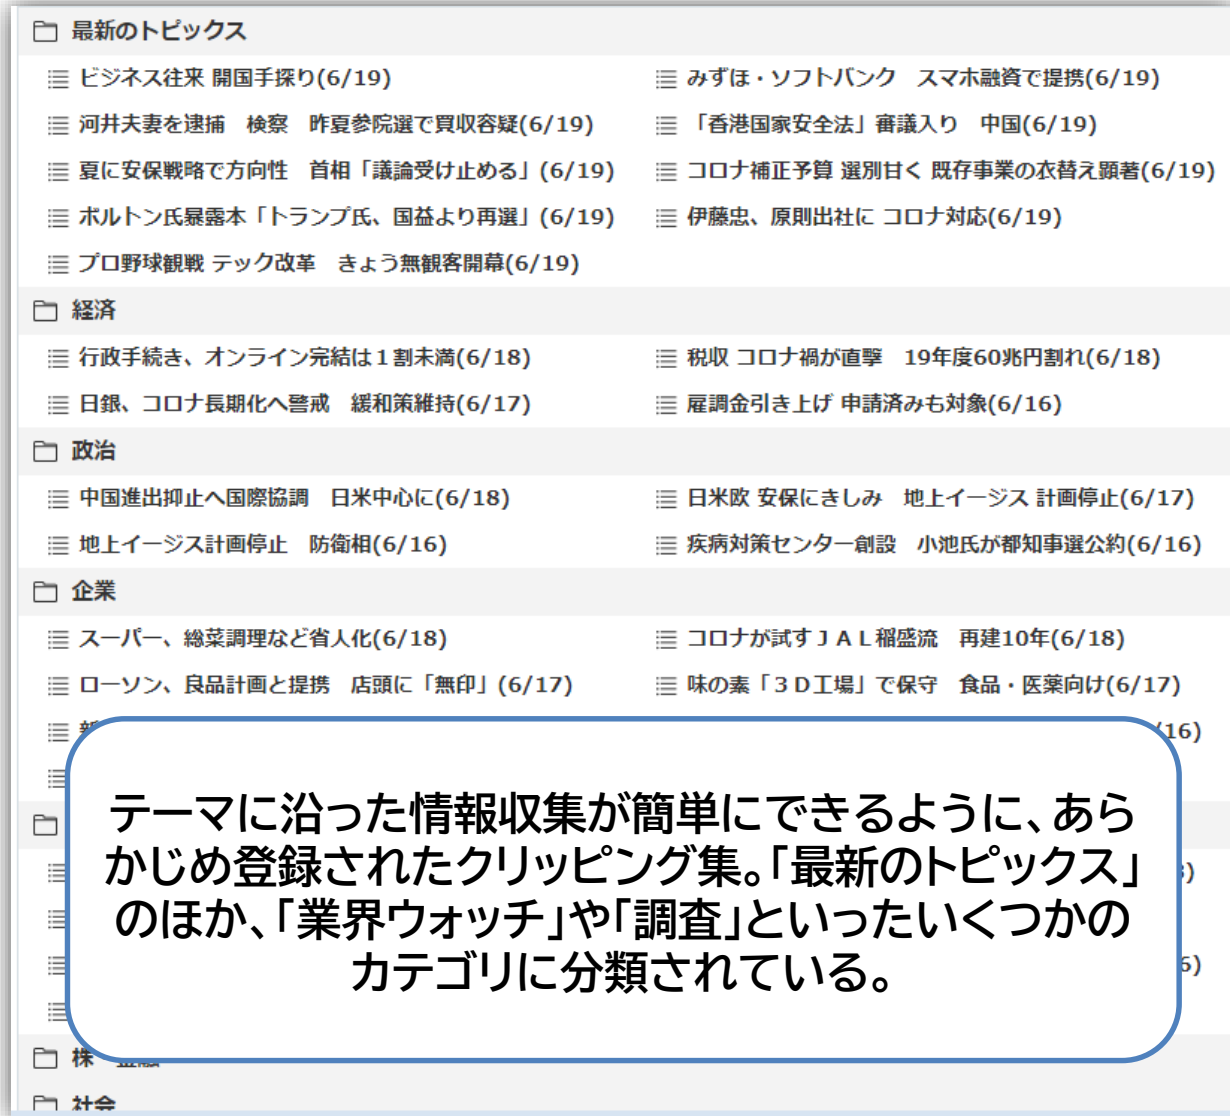 最新のトピックス
ビジネス往来 開国手探り(6/19)
みずほ・ソフトバンク　スマホ融資で提携(6/19)
河井夫妻を逮捕　検察　昨夏参院選で買収容疑(6/19)
「香港国家安全法」審議入り　中国(6/19)
夏に安保戦略で方向性　首相「議論受け止める」(6/19)
コロナ補正予算 選別甘く 既存事業の衣替え顕著(6/19)
ボルトン氏暴露本「トランプ氏、国益より再選」(6/19)
伊藤忠、原則出社に コロナ対応(6/19)
プロ野球観戦 テック改革　きょう無観客開幕(6/19)
経済
行政手続き、オンライン完結は１割未満(6/18)
税収 コロナ禍が直撃　19年度60兆円割れ(6/18)
日銀、コロナ長期化へ警戒　緩和策維持(6/17)
雇調金引き上げ 申請済みも対象(6/16)
政治
中国進出抑止へ国際協調　日米中心に(6/18)
日米欧 安保にきしみ　地上イージス 計画停止(6/17)
地上イージス計画停止　防衛相(6/16)
疾病対策センター創設　小池氏が都知事選公約(6/16)
企業
スーパー、総菜調理など省人化(6/18)
コロナが試すＪＡＬ稲盛流　再建10年(6/18)
ローソン、良品計画と提携　店頭に「無印」(6/17)
味の素「３Ｄ工場」で保守　食品・医薬向け(6/17)
16)
テーマに沿った情報収集が簡単にできるように、あら
かじめ登録されたクリッピング集。「最新のトピックス」
のほか、「業界ウォッチ」や「調査」といったいくつかの
カテゴリに分類されている。
株
社会